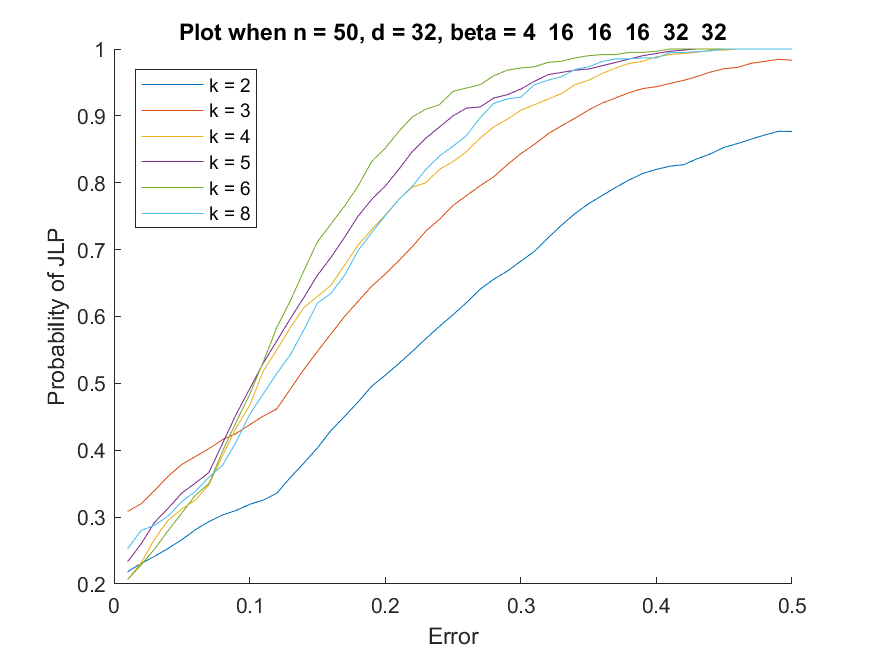 Plot when n = 50, d = 32, beta = 4  16  16  16  32  32
1
0.9
0.8
0.7
0.6
0.5
0.4
0.3
0.2
Probability of JLP
k = 2
k = 3
k = 4
k = 5
k = 6
k = 8
0
0.1
0.2
0.3
0.4
0.5
Error